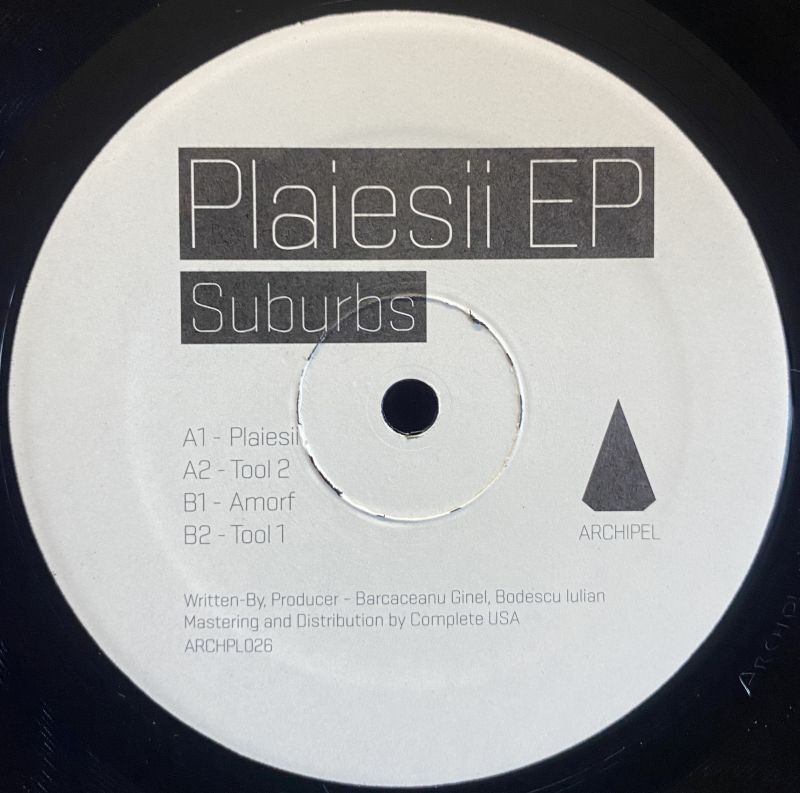 Plaiesii EP
Suburbs
A1 - Plaiesii
A2 - Tool 2
B1 - Amorf
B2 - Tool 1
ARCHIPEL
Written-By, Producer - Barcaceanu Ginel, Bodescu Iulian
Mastering and Distribution by Complete USA
ARCHPL026